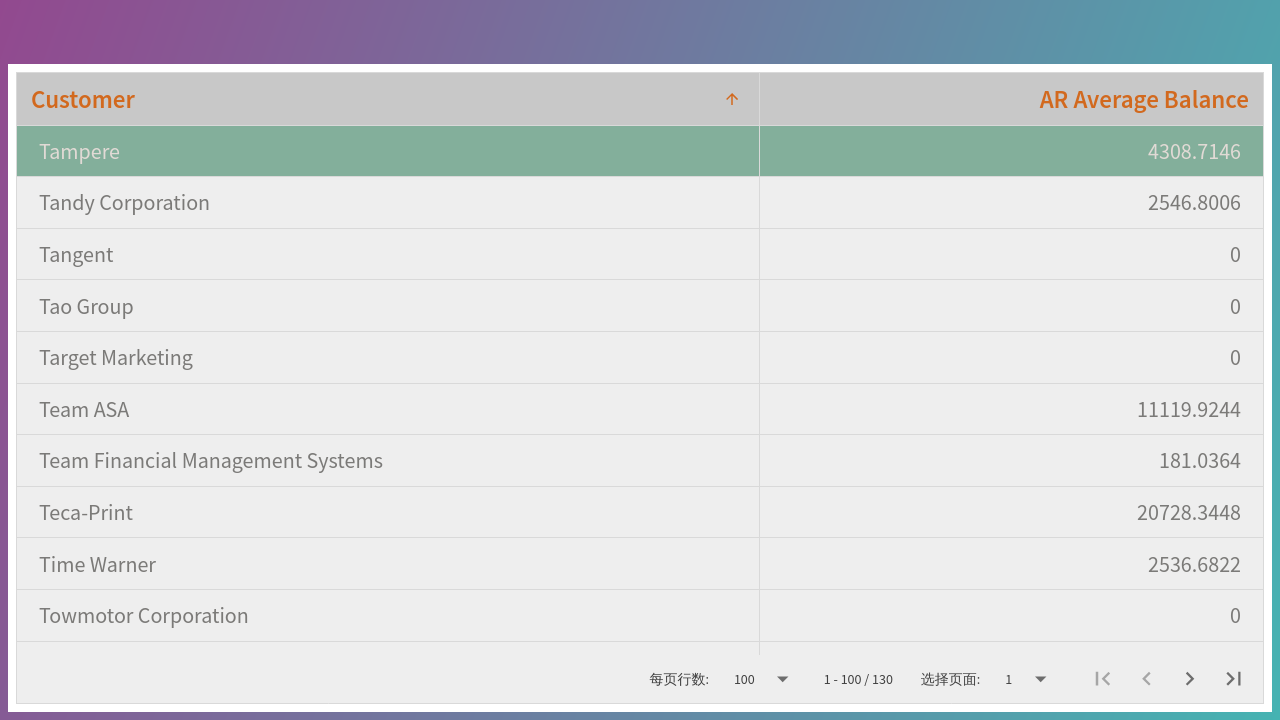 Customer AR Average Balance
Tampere 4308.7146
Tandy Corporation 2546.8006
Tangent 0
Tao Group 0
Target Marketing 0
Team ASA 11119.9244
Team Financial Management Systems 181.0364
Teca-Print 20728.3448
Time Warner 2536.6822
Towmotor Corporation 0
每页行数: 100 1 - 100 / 130 选择页面: 1